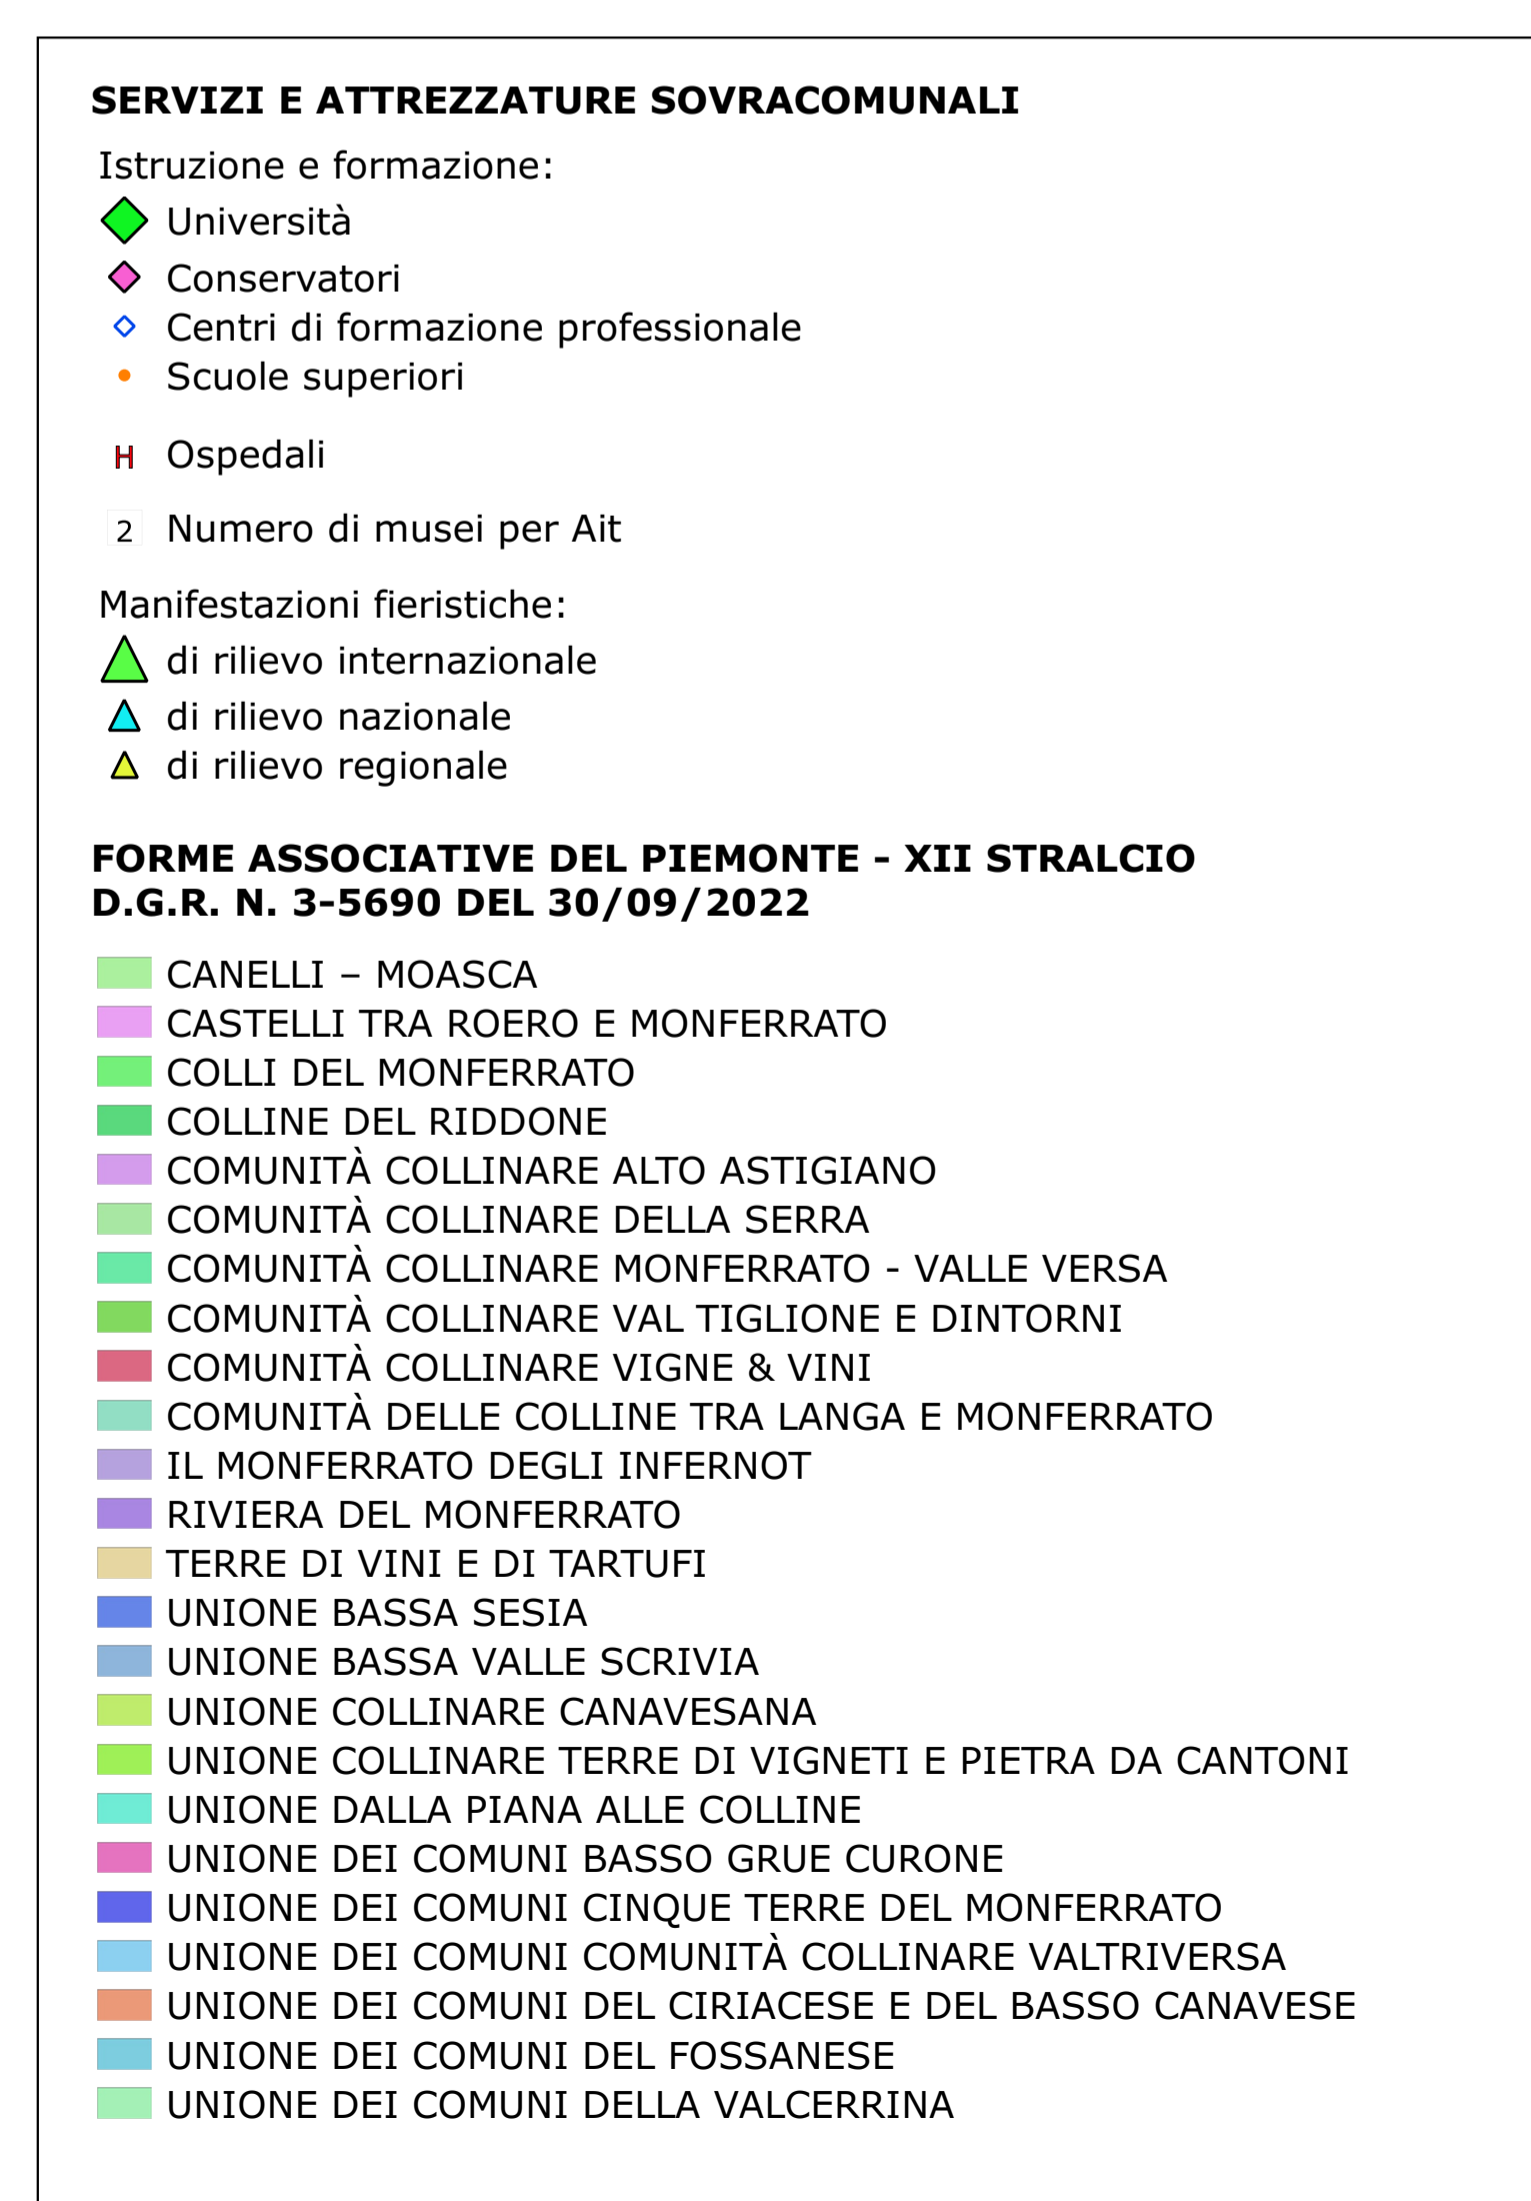 SERVIZI E ATTREZZATURE SOVRACOMUNALI
Istruzione e formazione:
Università
Conservatori
Centri di formazione professionale
Scuole superiori
H Ospedali
2 Numero di musei per Ait
Manifestazioni fieristiche:
di rilievo internazionale
di rilievo nazionale
di rilievo regionale
FORME ASSOCIATIVE DEL PIEMONTE - XII STRALCIO
D.G.R. N. 3-5690 DEL 30/09/2022
CANELLI – MOASCA
CASTELLI TRA ROERO E MONFERRATO
COLLI DEL MONFERRATO
COLLINE DEL RIDDONE
COMUNITÀ COLLINARE ALTO ASTIGIANO
COMUNITÀ COLLINARE DELLA SERRA
COMUNITÀ COLLINARE MONFERRATO - VALLE VERSA
COMUNITÀ COLLINARE VAL TIGLIONE E DINTORNI
COMUNITÀ COLLINARE VIGNE & VINI
COMUNITÀ DELLE COLLINE TRA LANGA E MONFERRATO
IL MONFERRATO DEGLI INFERNOT
RIVIERA DEL MONFERRATO
TERRE DI VINI E DI TARTUFI
UNIONE BASSA SESIA
UNIONE BASSA VALLE SCRIVIA
UNIONE COLLINARE CANAVESANA
UNIONE COLLINARE TERRE DI VIGNETI E PIETRA DA CANTONI
UNIONE DALLA PIANA ALLE COLLINE
UNIONE DEI COMUNI BASSO GRUE CURONE
UNIONE DEI COMUNI CINQUE TERRE DEL MONFERRATO
UNIONE DEI COMUNI COMUNITÀ COLLINARE VALTRIVERSA
UNIONE DEI COMUNI DEL CIRIACESE E DEL BASSO CANAVESE
UNIONE DEI COMUNI DEL FOSSANESE
UNIONE DEI COMUNI DELLA VALCERRINA